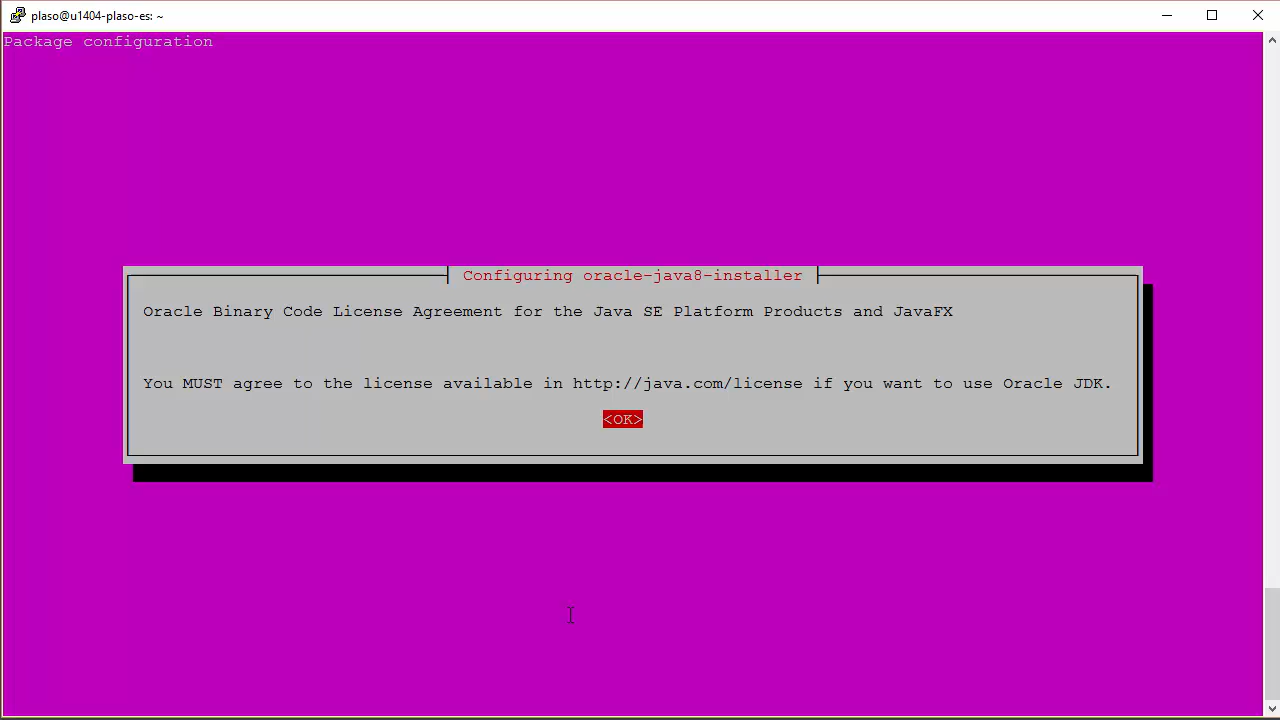 plaso@u1404-plaso-es: ~
Package configuration
Configuring oracle-java8-installer
Oracle Binary Code License Agreement for the Java SE Platform Products and JavaFX
You MUST agree to the license available in http://java.com/license if you want to use Oracle JDK.
<OK>